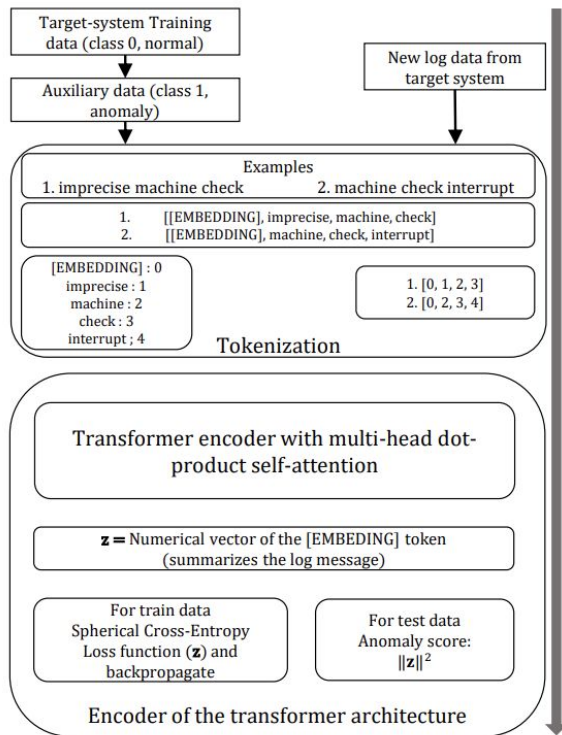 Target-system Training
data (class 0, normal)
New log data from
target system
Auxiliary data (class 1,
anomaly)
Examples
1. imprecise machine check 2. machine check interrupt
1. [[EMBEDDING], imprecise, machine, check]
2. [[EMBEDDING], machine, check, interrupt]
[EMBEDDING] : 0
imprecise : 1
machine : 2
check : 3
interrupt ; 4
1. [0, 1, 2, 3]
2. [0, 2, 3, 4]
Tokenization
Transformer encoder with multi-head dot-
product self-attention
z = Numerical vector of the [EMBEDING] token
(summarizes the log message)
For train data
Spherical Cross-Entropy
Loss function (z) and
backpropagate
For test data
Anomaly score:
‖z‖²
Encoder of the transformer architecture